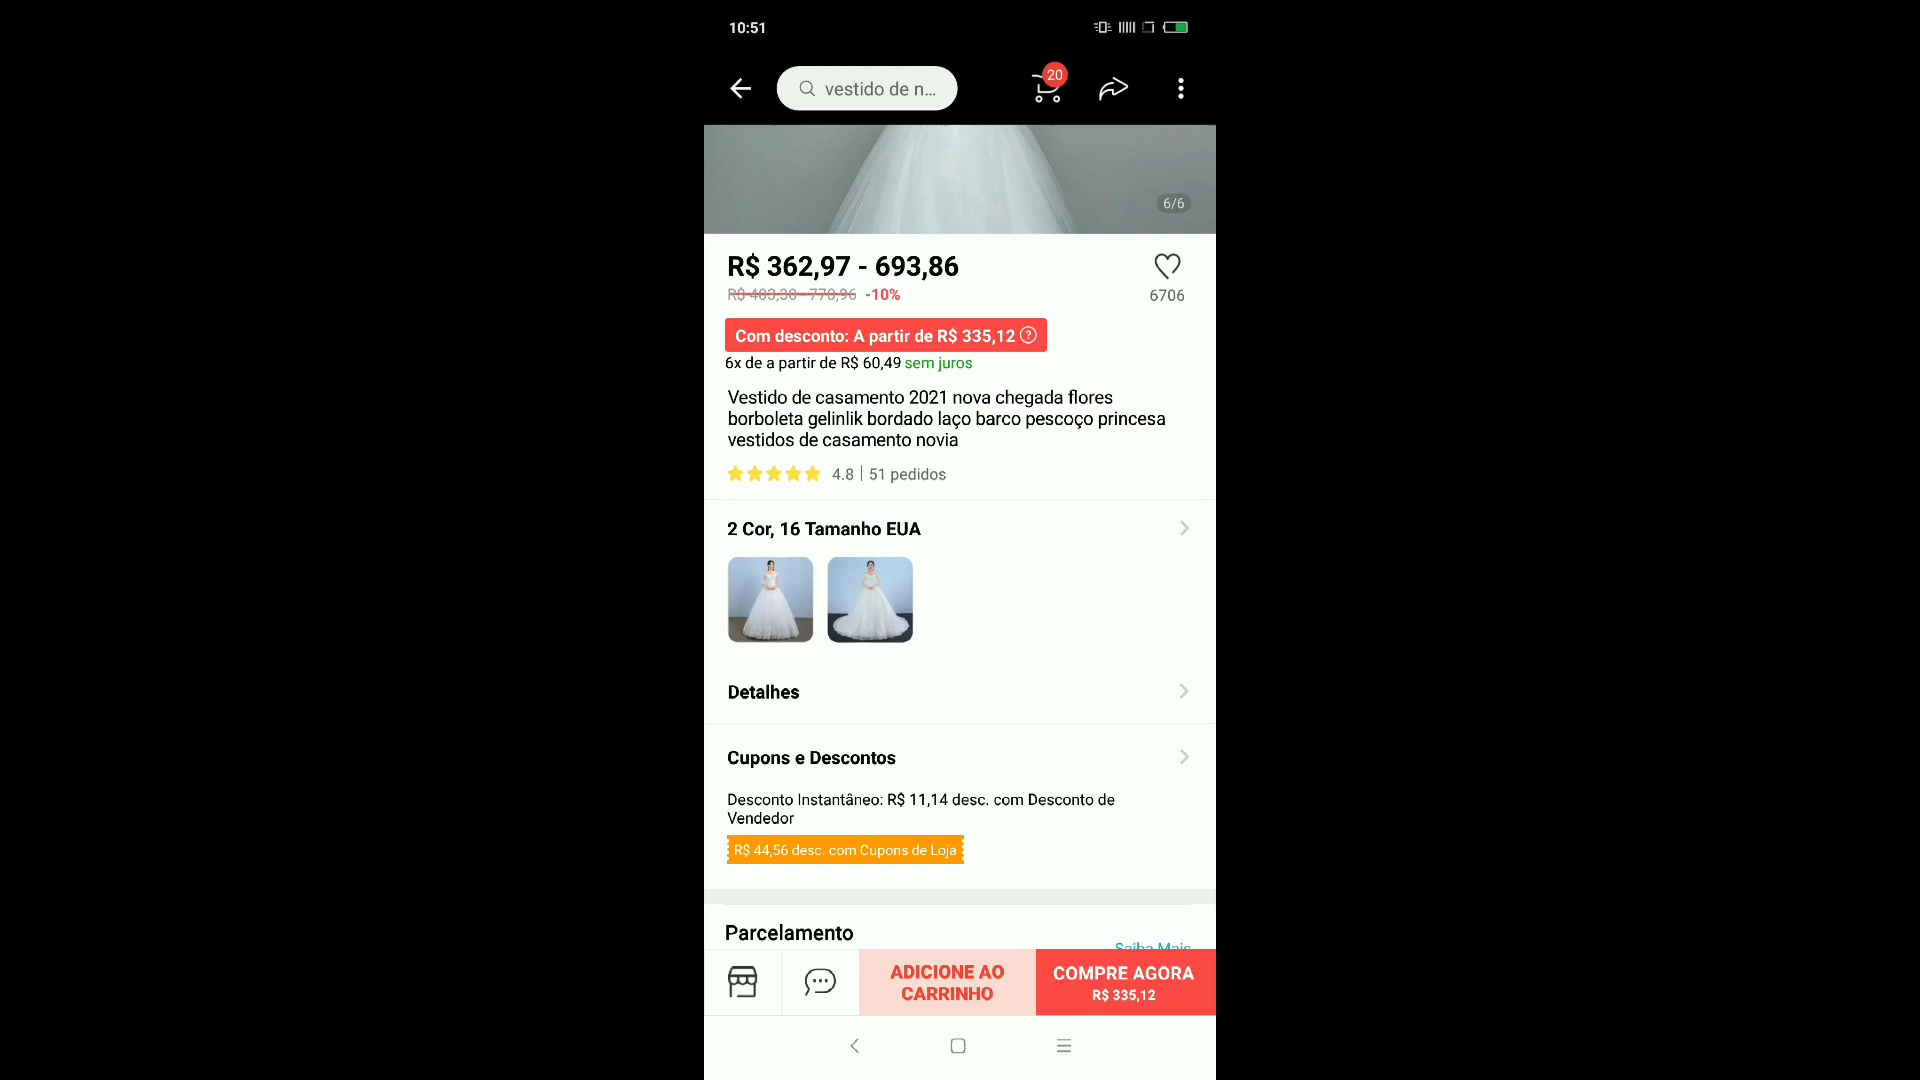 10:51
vestido de n...
20
6/6
R$ 362,97 - 693,86
R$ 403,30 - 770,96 -10%
6706
Com desconto: A partir de R$ 335,12 ?
6x de a partir de R$ 60,49 sem juros
Vestido de casamento 2021 nova chegada flores
borboleta gelinlik bordado laço barco pescoço princesa
vestidos de casamento novia
4.8 | 51 pedidos
2 Cor, 16 Tamanho EUA
Detalhes
Cupons e Descontos
Desconto Instantâneo: R$ 11,14 desc. com Desconto de
Vendedor
R$ 44,56 desc. com Cupons de Loja
Parcelamento
Saiba Mais
ADICIONE AO
CARRINHO
COMPRE AGORA
R$ 335,12